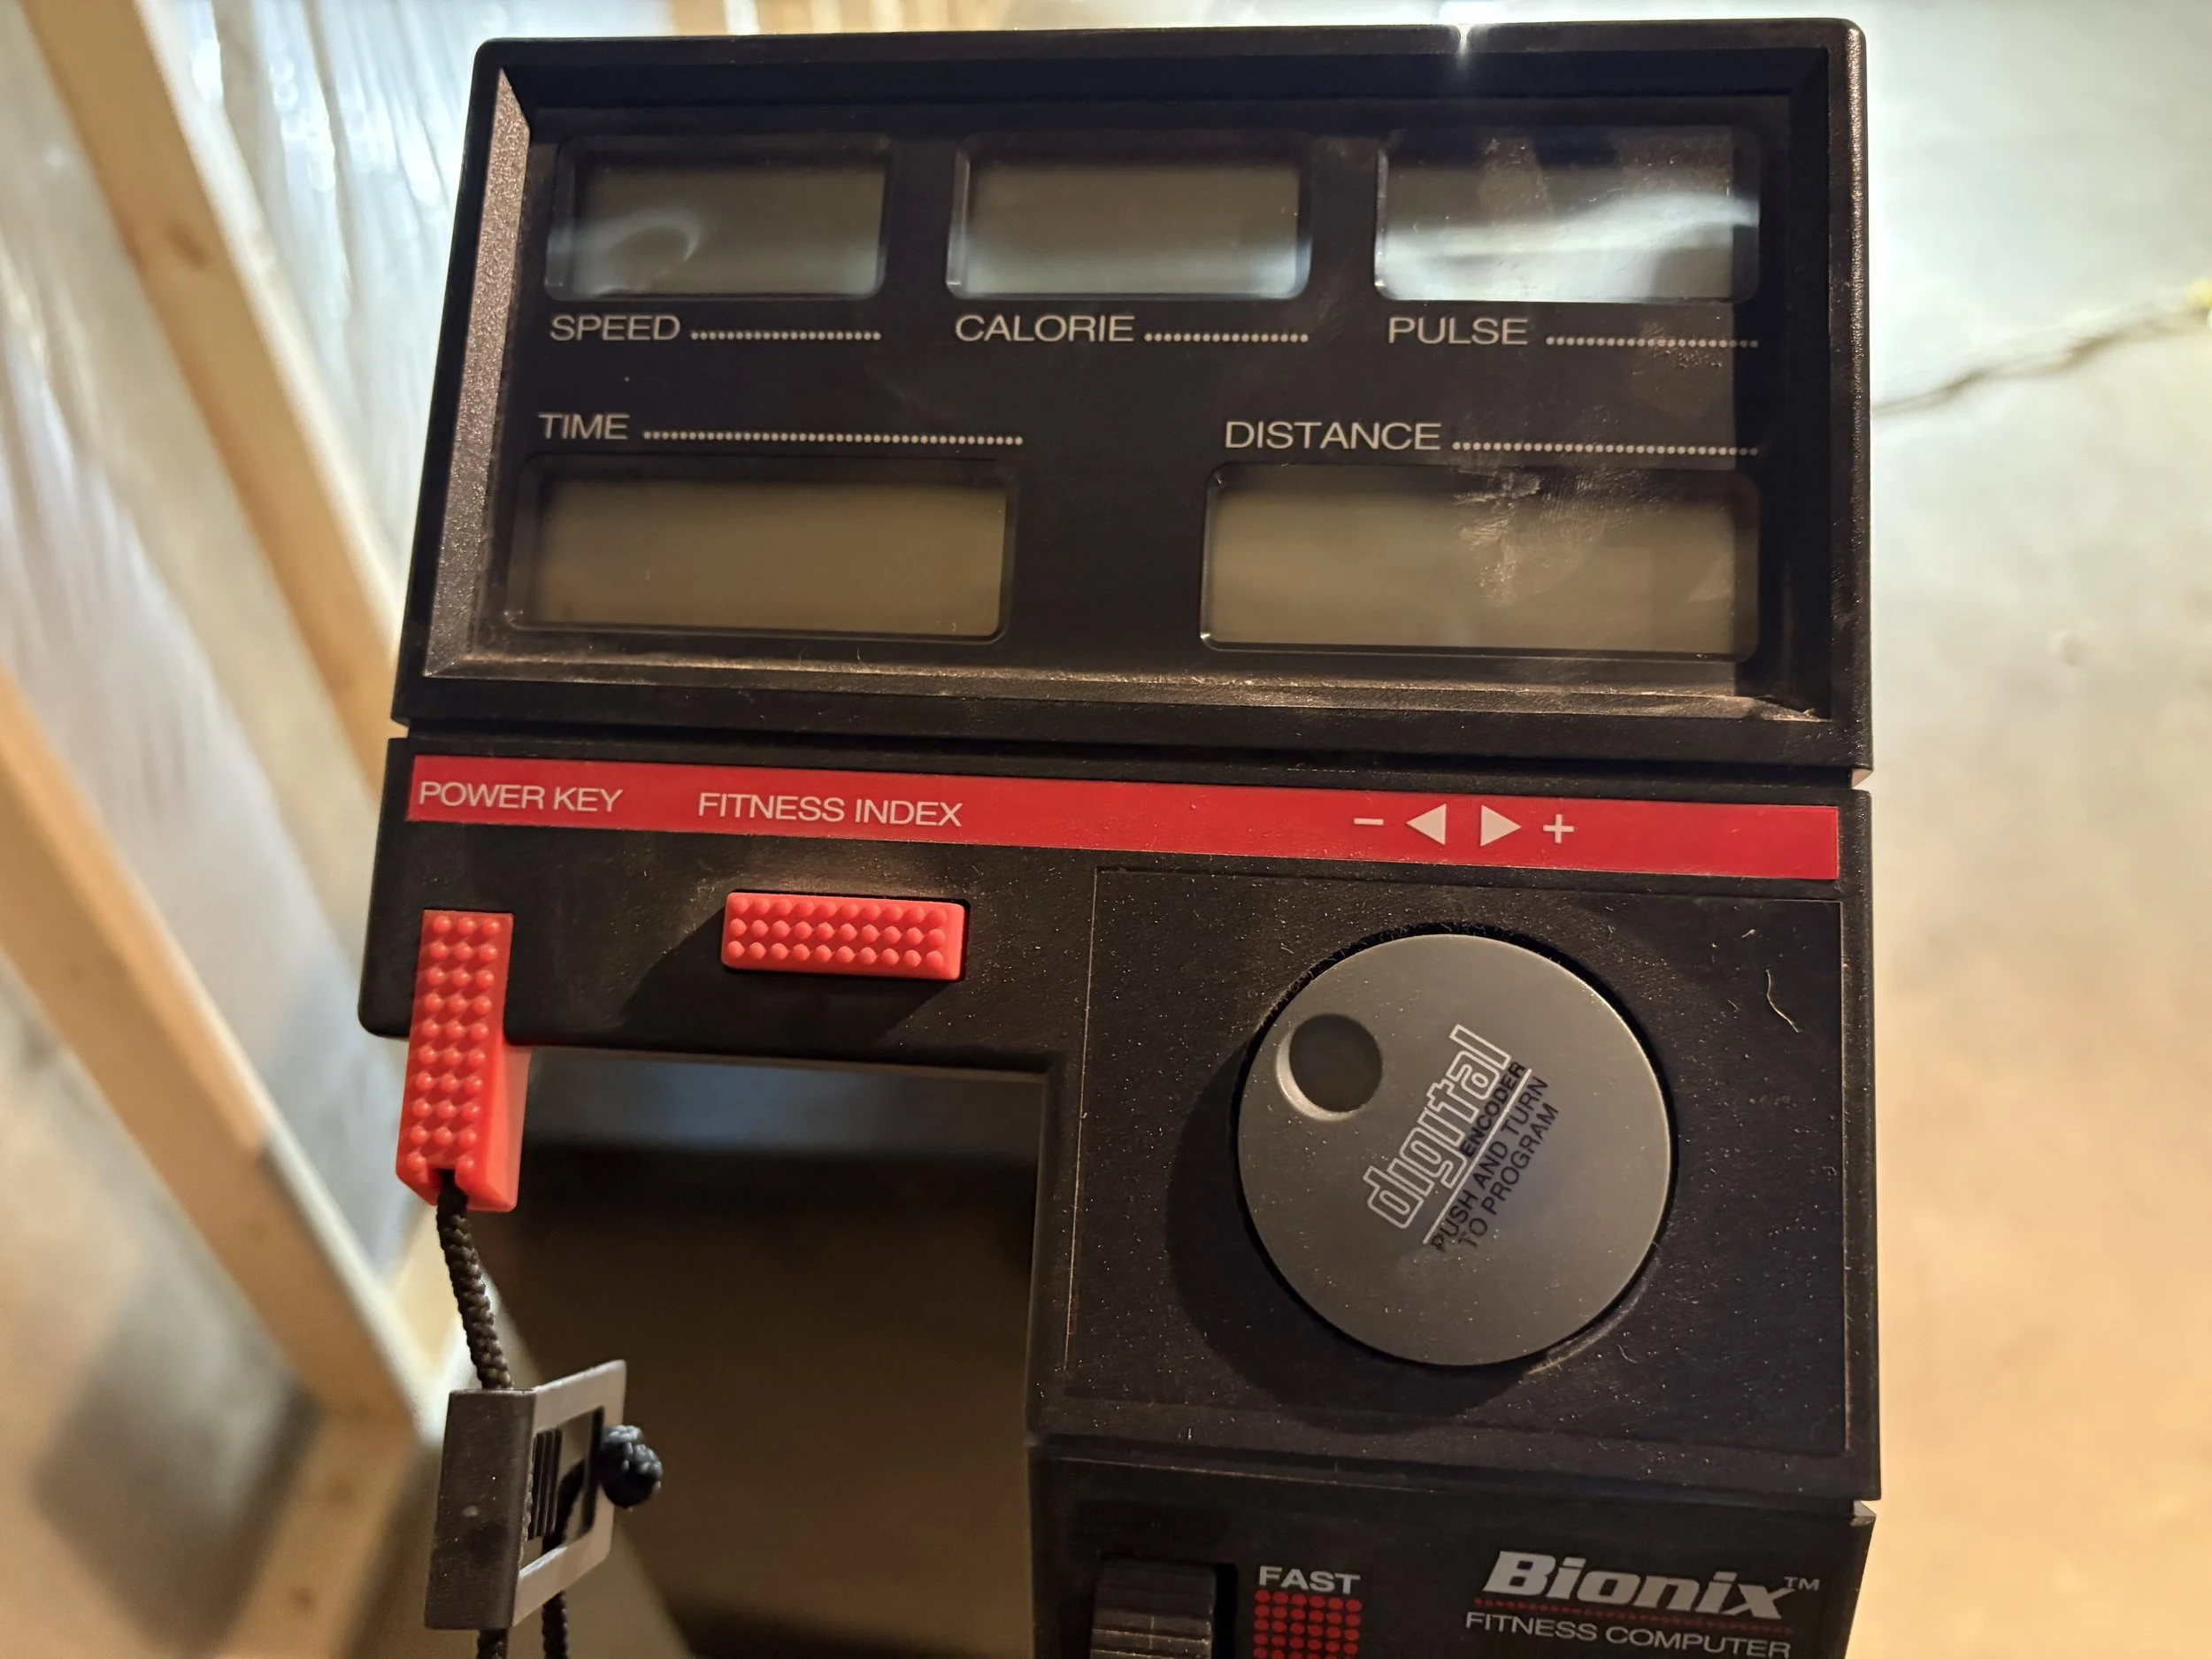 SPEED
CALORIE
PULSE
TIME
DISTANCE
POWER KEY
FITNESS INDEX
- ◀ ▶ +
digital
ENCODER
PUSH AND TURN
TO PROGRAM
FAST
Bionix™
FITNESS COMPUTER